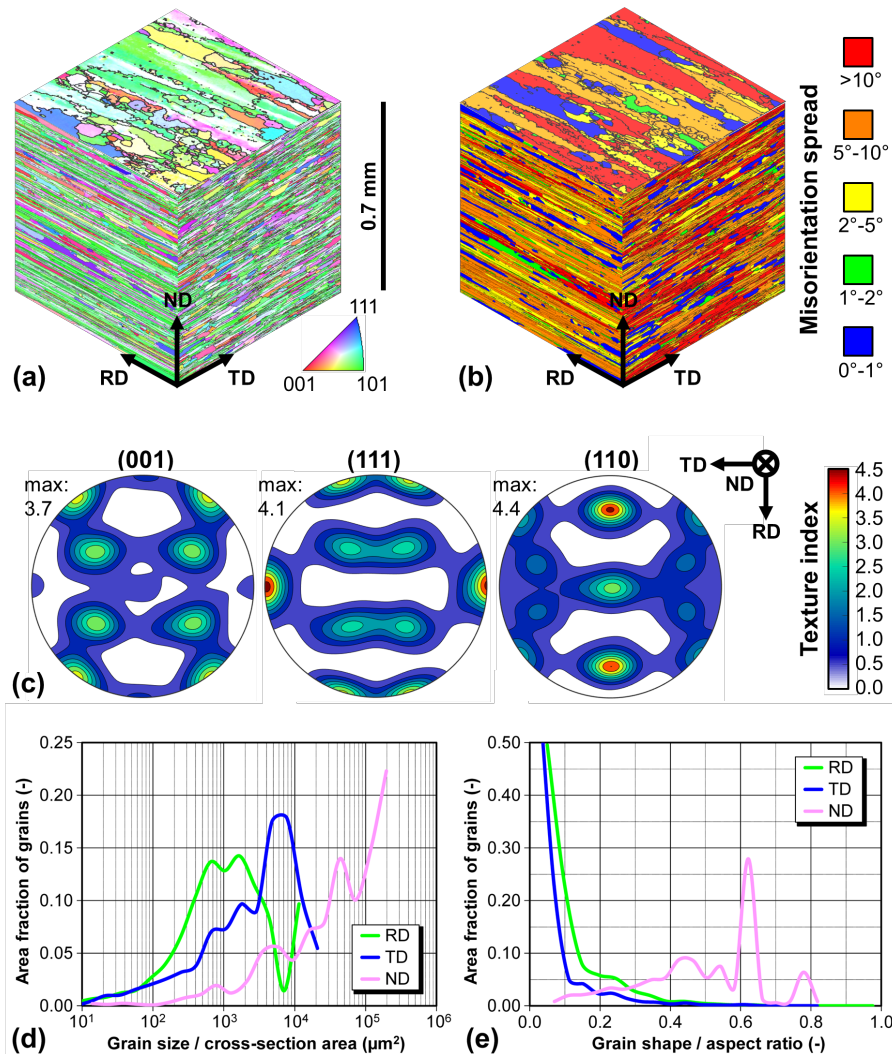 0.7 mm
ND
RD
TD
111
001
101
(a)
ND
RD
TD
(b)
Misorientation spread
>10°
5°-10°
2°-5°
1°-2°
0°-1°
(001)
max:
3.7
(111)
max:
4.1
(110)
max:
4.4
TD
ND
RD
(c)
Texture index
4.5
4.0
3.5
3.0
2.5
2.0
1.5
1.0
0.5
0.0
Area fraction of grains (-)
0.25
0.20
0.15
0.10
0.05
0.00
10¹
10²
10³
10⁴
10⁵
10⁶
RD
TD
ND
(d)
Grain size / cross-section area (µm²)
Area fraction of grains (-)
0.50
0.40
0.30
0.20
0.10
0.00
0.0
0.2
0.4
0.6
0.8
1.0
RD
TD
ND
(e)
Grain shape / aspect ratio (-)